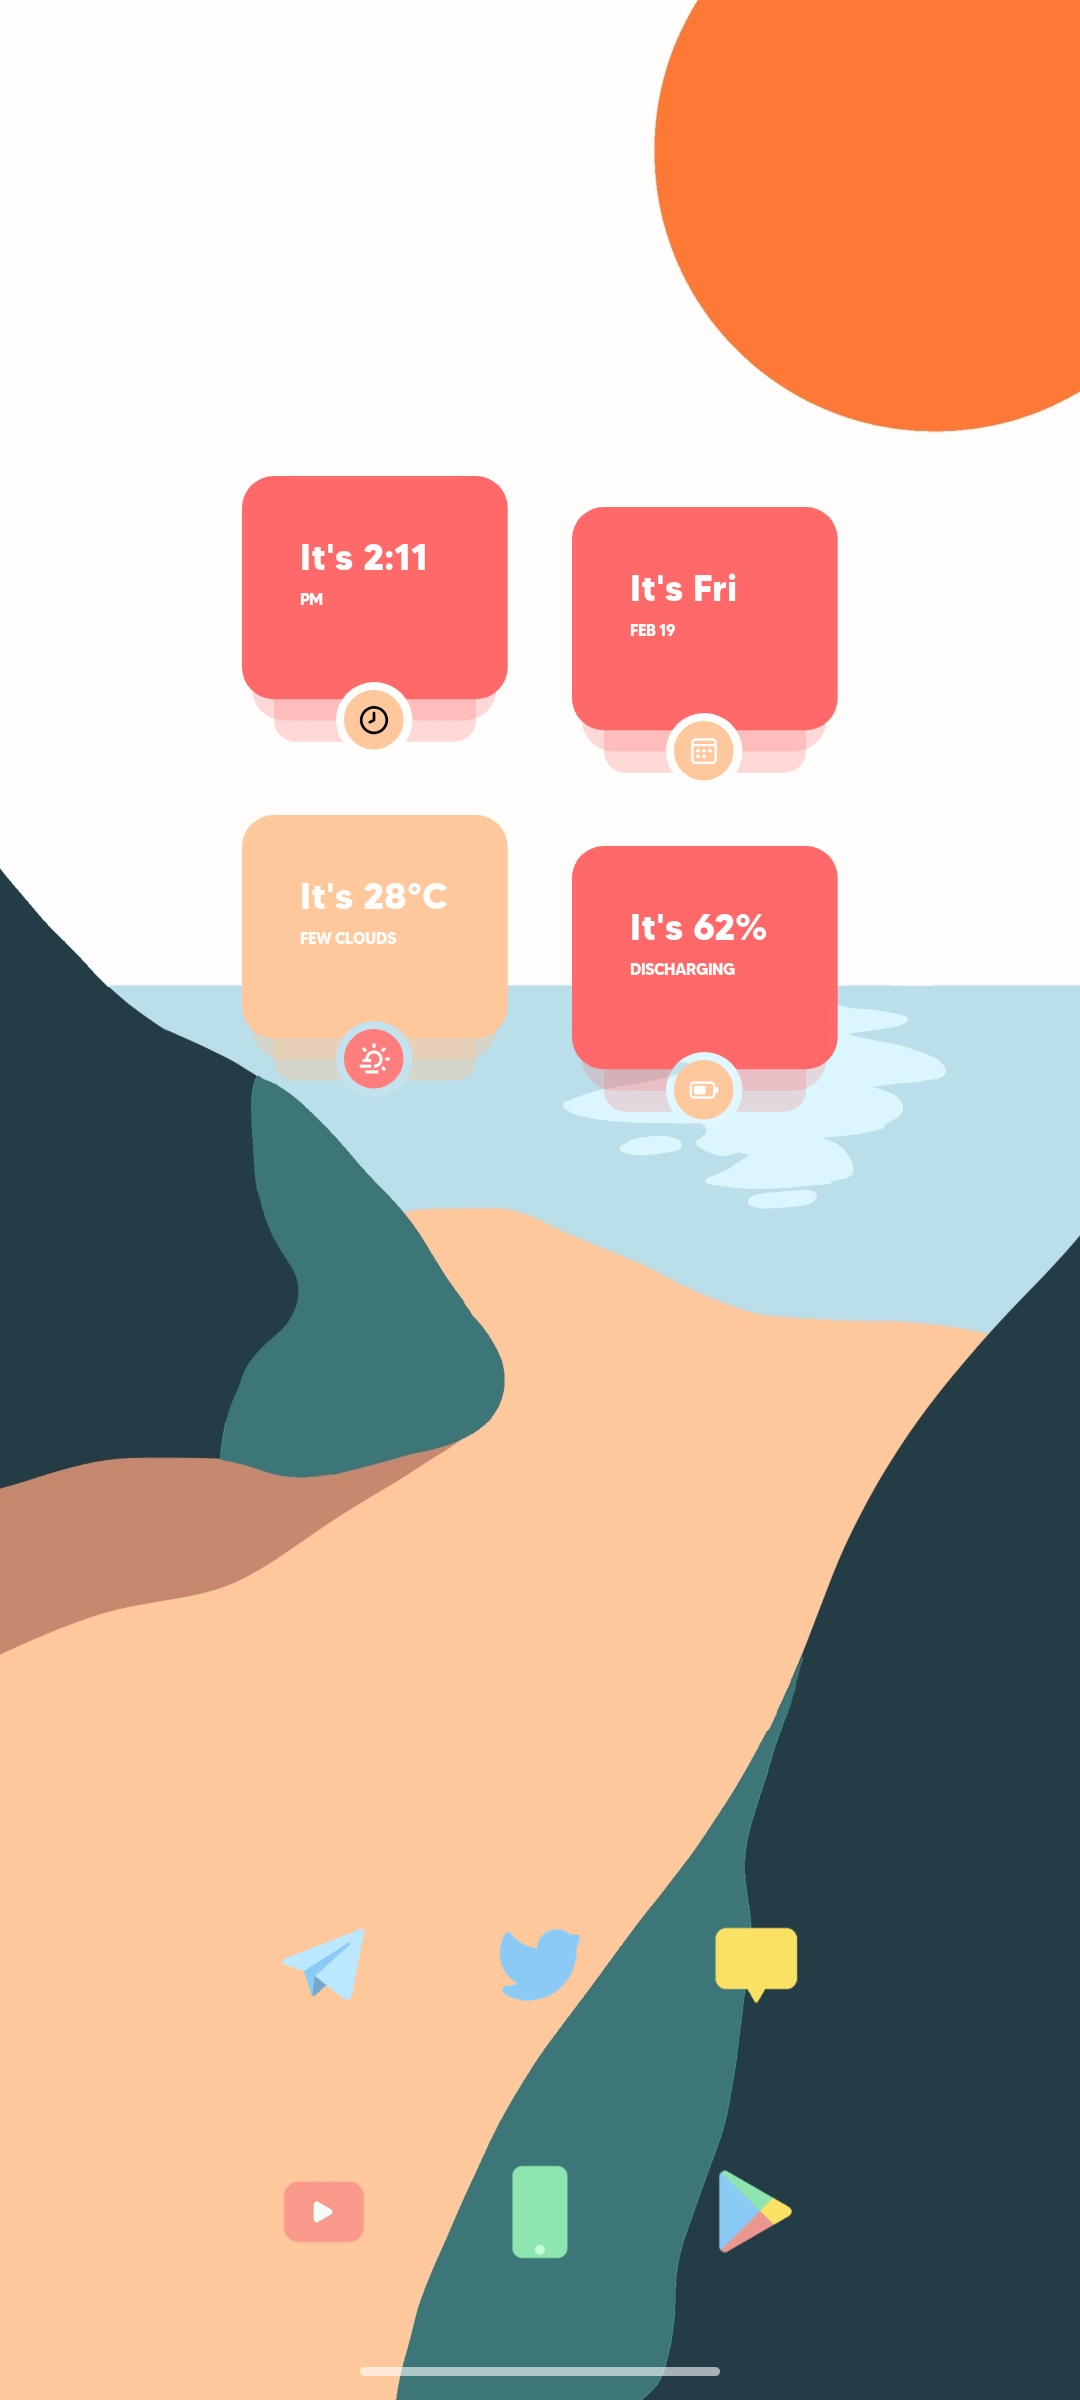 It's 2:11
PM
It's Fri
FEB 19
It's 28°C
FEW CLOUDS
It's 62%
DISCHARGING